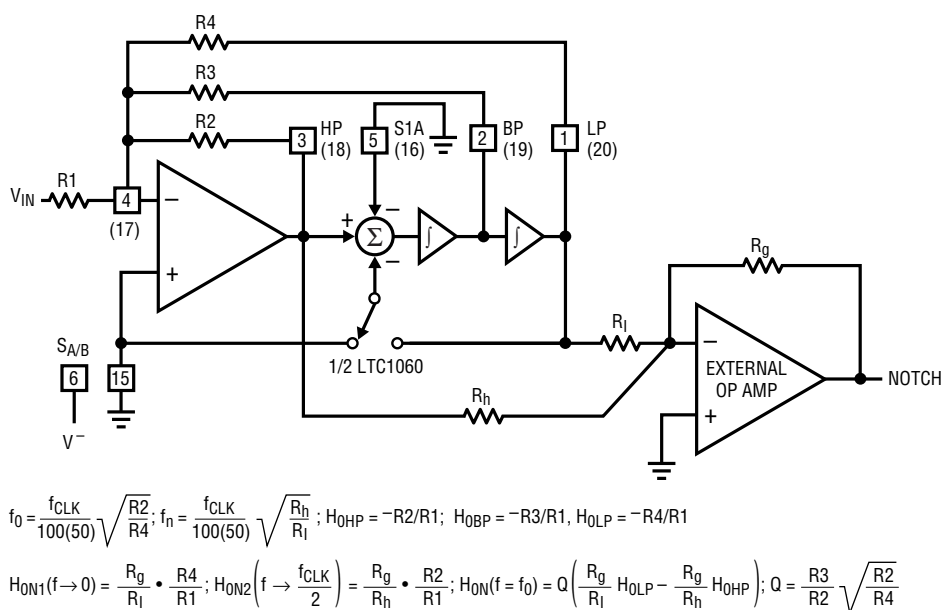 R4
R3
R2
3
HP
(18)
5
S1A
(16)
2
BP
(19)
1
LP
(20)
VIN
R1
4
(17)
−
+
+
−
Σ
−
∫
∫
SA/B
6
15
V−
1/2 LTC1060
Rh
Rl
Rg
−
+
EXTERNAL
OP AMP
NOTCH
f0 = fCLK/100(50) √(R2/R4); fn = fCLK/100(50) √(Rh/Rl); H0HP = −R2/R1; H0BP = −R3/R1, H0LP = −R4/R1
H0N1(f → 0) = Rg/Rl • R4/R1; H0N2(f → fCLK/2) = Rg/Rh • R2/R1; H0N(f = f0) = Q(Rg/Rl H0LP − Rg/Rh H0HP); Q = R3/R2 √(R2/R4)